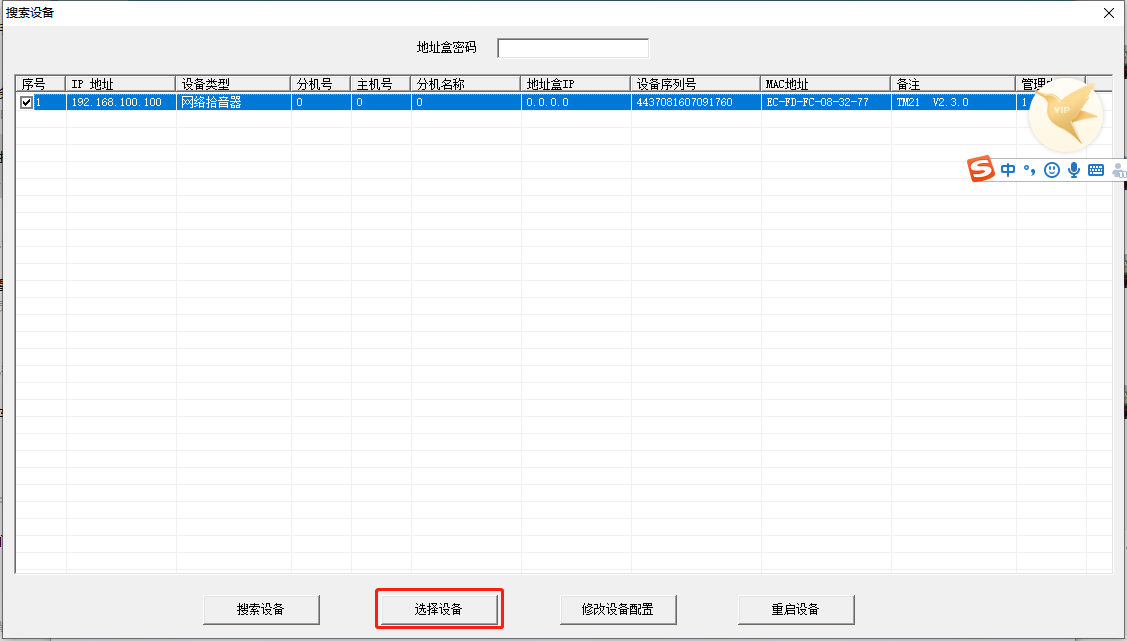 搜索设备
地址盒密码
序号 IP 地址 设备类型 分机号 主机号 分机名称 地址盒IP 设备序列号 MAC地址 备注 管理
1 192.168.100.100 网络拾音器 0 0 0 0.0.0.0 4437081607091760 EC-FD-FC-08-32-77 TM21 V2.3.0 1
VIP
S 中
搜索设备 选择设备 修改设备配置 重启设备